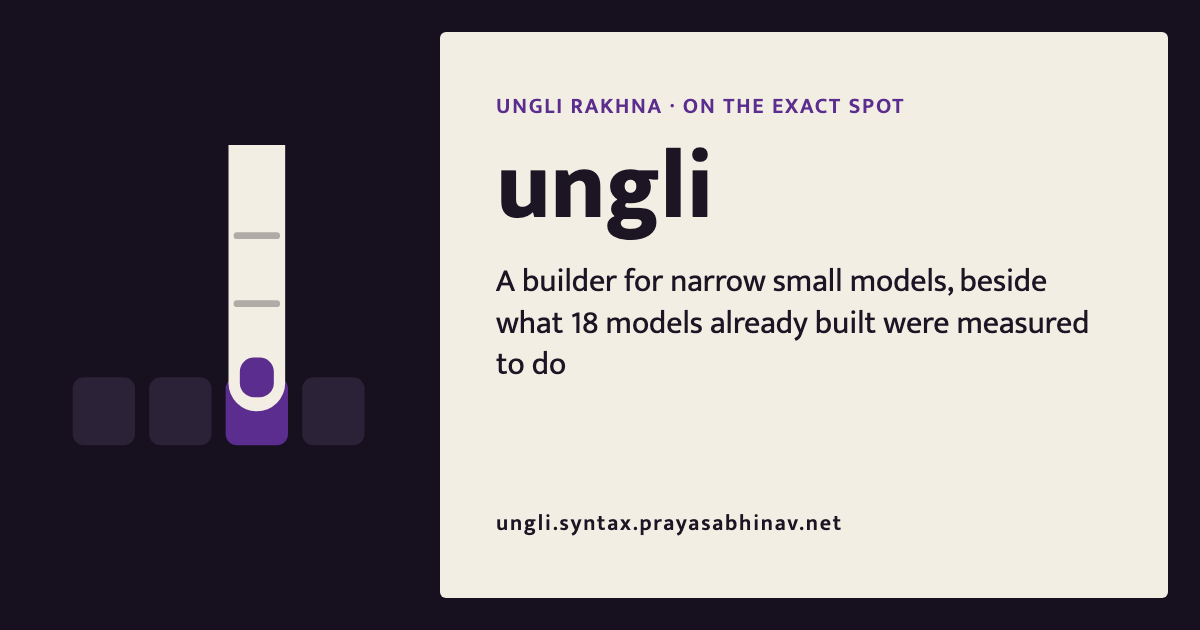 UNGLI RAKHNA · ON THE EXACT SPOT
ungli
A builder for narrow small models, beside
what 18 models already built were measured
to do
ungli.syntax.prayasabhinav.net